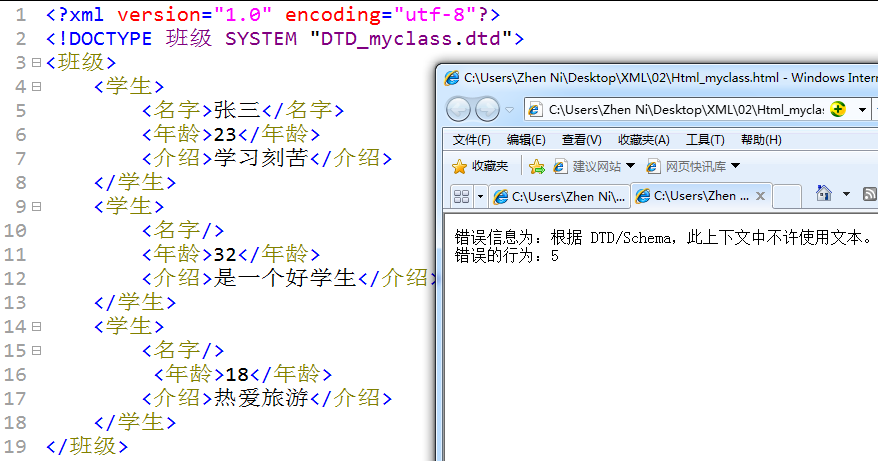 1 <?xml version="1.0" encoding="utf-8"?>
2 <!DOCTYPE 班级 SYSTEM "DTD_myclass.dtd">
3 <班级>
4 <学生>
5 <名字>张三</名字>
6 <年龄>23</年龄>
7 <介绍>学习刻苦</介绍>
8 </学生>
9 <学生>
10 <名字/>
11 <年龄>32</年龄>
12 <介绍>是一个好学生</介绍>
13 </学生>
14 <学生>
15 <名字/>
16 <年龄>18</年龄>
17 <介绍>热爱旅游</介绍>
18 </学生>
19 </班级>
C:\Users\Zhen Ni\Desktop\XML\02\Html_myclass.html - Windows Intern
C:\Users\Zhen Ni\Desktop\XML\02\Html_myclas
文件(F) 编辑(E) 查看(V) 收藏夹(A) 工具(T) 帮助(H)
收藏夹 建议网站 网页快讯库
C:\Users\Zhen Ni\... C:\Users\Zhen ... X
错误信息为：根据 DTD/Schema，此上下文中不许使用文本。
错误的行为：5